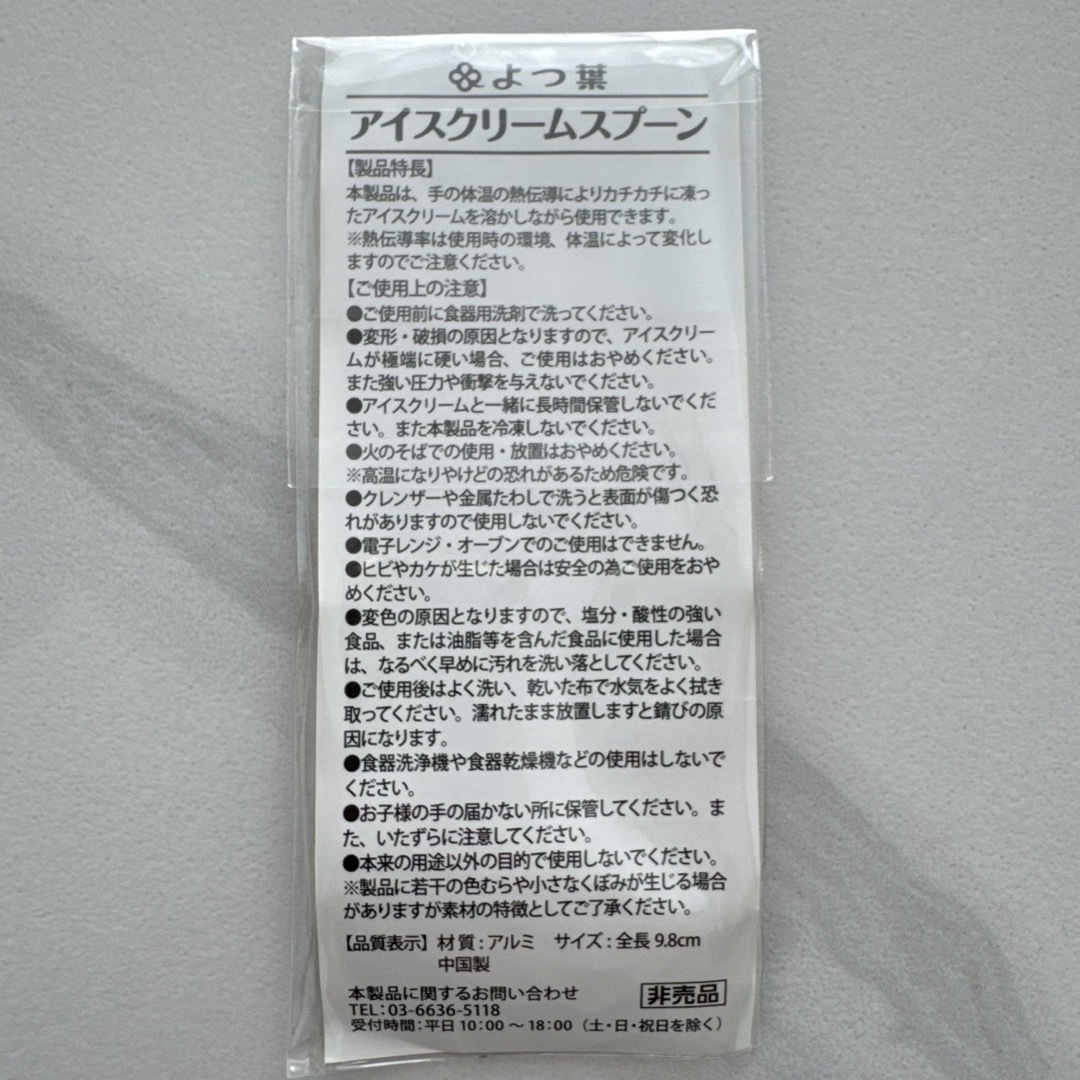 よつ葉
アイスクリームスプーン
【製品特長】
本製品は、手の体温の熱伝導によりカチカチに凍っ
たアイスクリームを溶かしながら使用できます。
※熱伝導率は使用時の環境、体温によって変化し
ますのでご注意ください。
【ご使用上の注意】
●ご使用前に食器用洗剤で洗ってください。
●変形・破損の原因となりますので、アイスクリー
ムが極端に硬い場合、ご使用はおやめください。
また強い圧力や衝撃を与えないでください。
●アイスクリームと一緒に長時間保管しないでくだ
さい。また本製品を冷凍しないでください。
●火のそばでの使用・放置はおやめください。
※高温になりやけどの恐れがあるため危険です。
●クレンザーや金属たわしで洗うと表面が傷つく恐
れがありますので使用しないでください。
●電子レンジ・オーブンでのご使用はできません。
●ヒビやカケが生じた場合は安全の為ご使用をおや
めください。
●変色の原因となりますので、塩分・酸性の強い
食品、または油脂等を含んだ食品に使用した場合
は、なるべく早めに汚れを洗い落としてください。
●ご使用後はよく洗い、乾いた布で水気をよく拭き
取ってください。濡れたまま放置しますと錆びの原
因になります。
●食器洗浄機や食器乾燥機などの使用はしないで
ください。
●お子様の手の届かない所に保管してください。ま
た、いたずらに注意してください。
●本来の用途以外の目的で使用しないでください。
※製品に若干の色むらや小さなくぼみが生じる場合
がありますが素材の特徴としてご了承ください。
【品質表示】材質:アルミ サイズ:全長9.8cm
中国製
本製品に関するお問い合わせ 非売品
TEL:03-6636-5118
受付時間:平日10:00～18:00（土・日・祝日を除く）